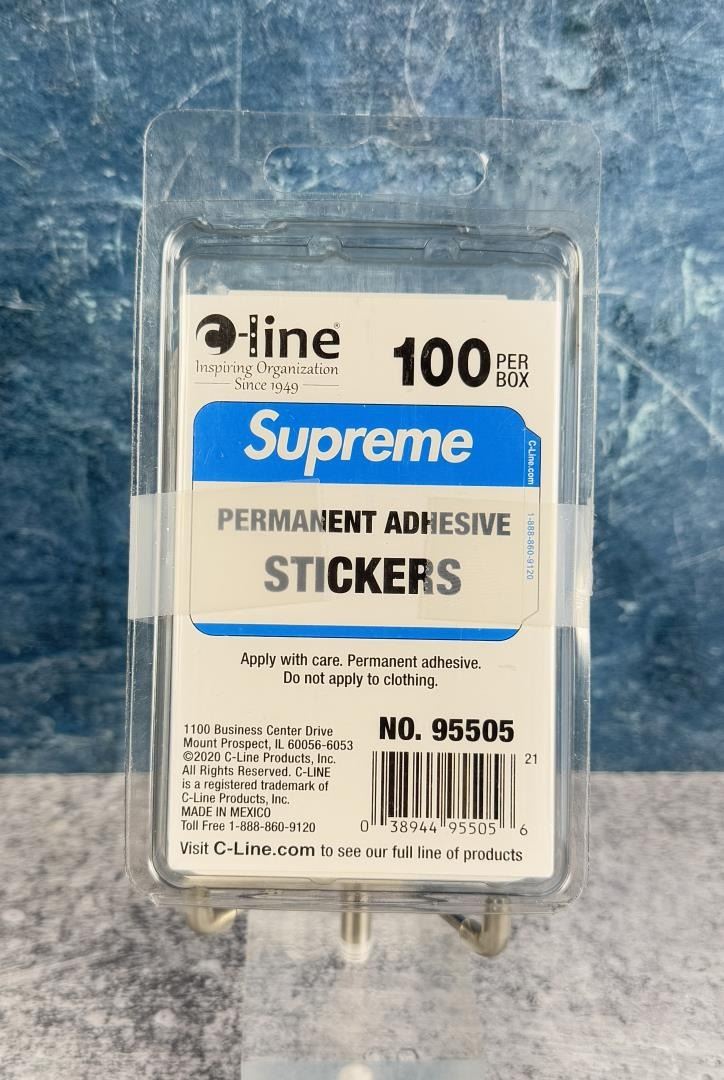 C-line®
Inspiring Organization
Since 1949
100 PER BOX
Supreme
C-Line.com 1-888-860-9120
PERMANENT ADHESIVE
STICKERS
Apply with care. Permanent adhesive.
Do not apply to clothing.
1100 Business Center Drive
Mount Prospect, IL 60056-6053
©2020 C-Line Products, Inc.
All Rights Reserved. C-LINE
is a registered trademark of
C-Line Products, Inc.
MADE IN MEXICO
Toll Free 1-888-860-9120
NO. 95505
21
0 38944 95505 6
Visit C-Line.com to see our full line of products